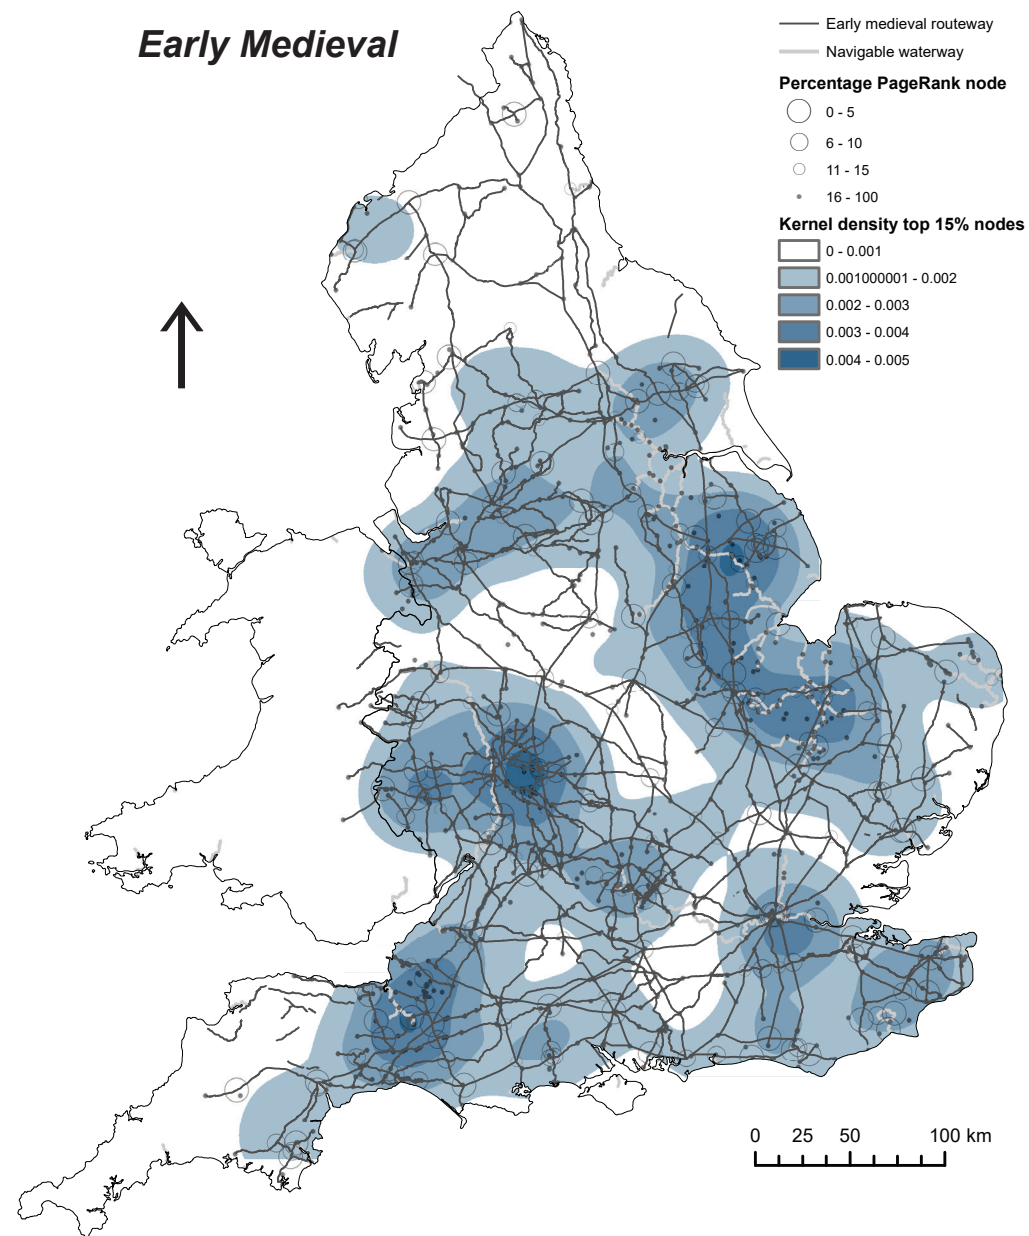 Early Medieval
Early medieval routeway
Navigable waterway
Percentage PageRank node
0 - 5
6 - 10
11 - 15
16 - 100
Kernel density top 15% nodes
0 - 0.001
0.001000001 - 0.002
0.002 - 0.003
0.003 - 0.004
0.004 - 0.005
0 25 50 100 km